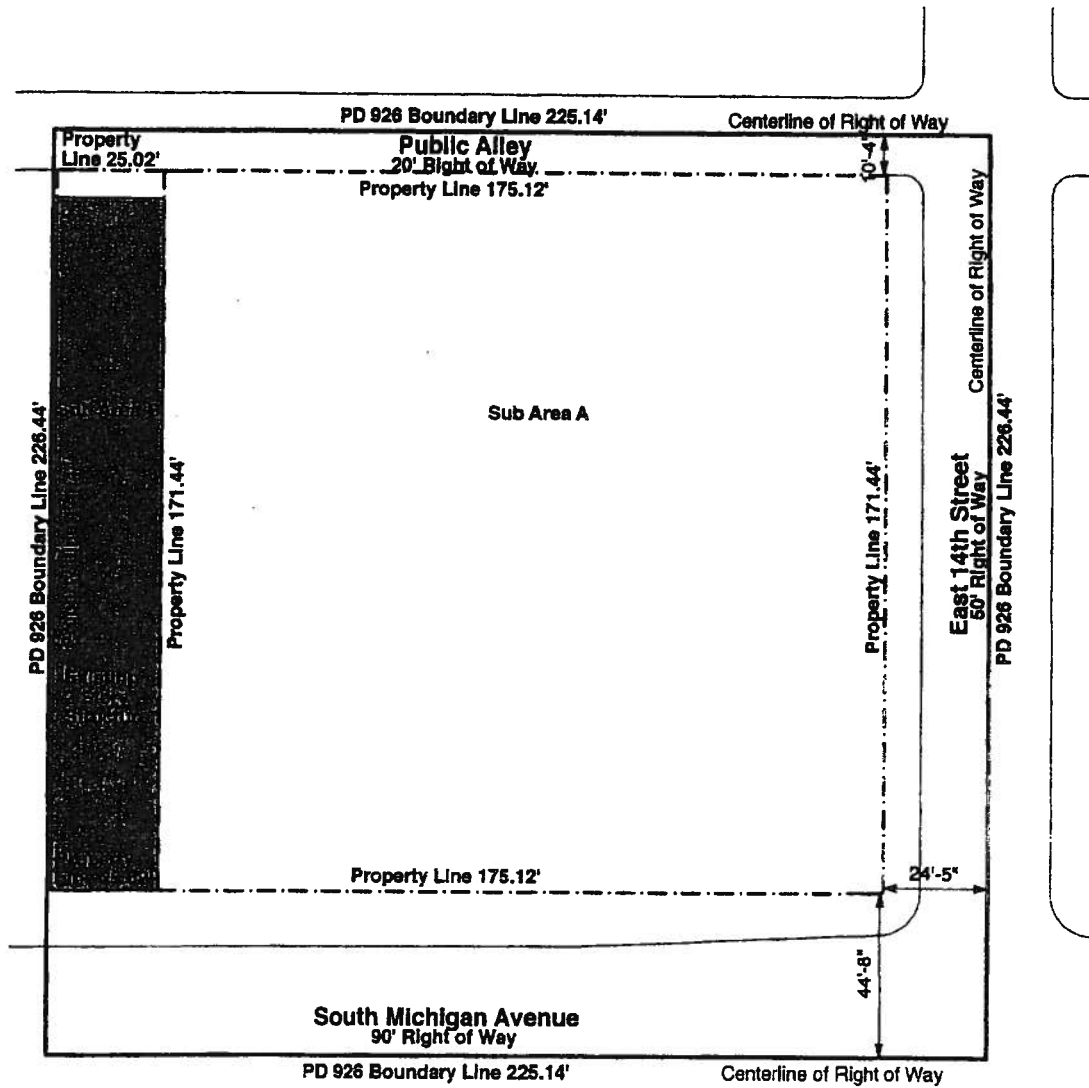 PD 926 Boundary Line 225.14'
Centerline of Right of Way
Property
Line 25.02'
Public Alley
20' Right of Way
10'-4"
Property Line 175.12'
Centerline of Right of Way
Sub Area A
PD 926 Boundary Line 226.44'
Property Line 171.44'
Property Line 171.44'
East 14th Street
50' Right of Way
PD 926 Boundary Line 226.44'
Property Line 175.12'
24'-5"
44'-8"
South Michigan Avenue
90' Right of Way
PD 926 Boundary Line 225.14'
Centerline of Right of Way